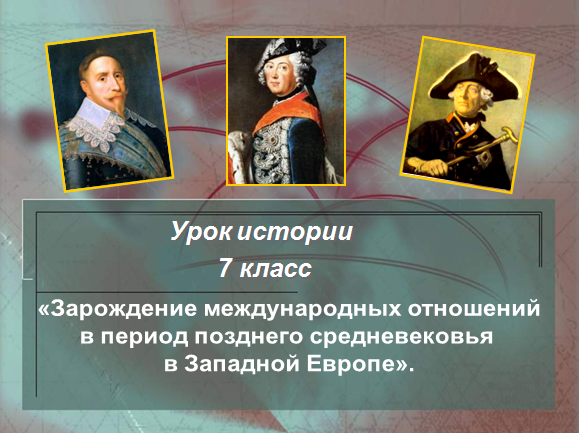 Урок истории
7 класс
«Зарождение международных отношений
в период позднего средневековья
в Западной Европе».